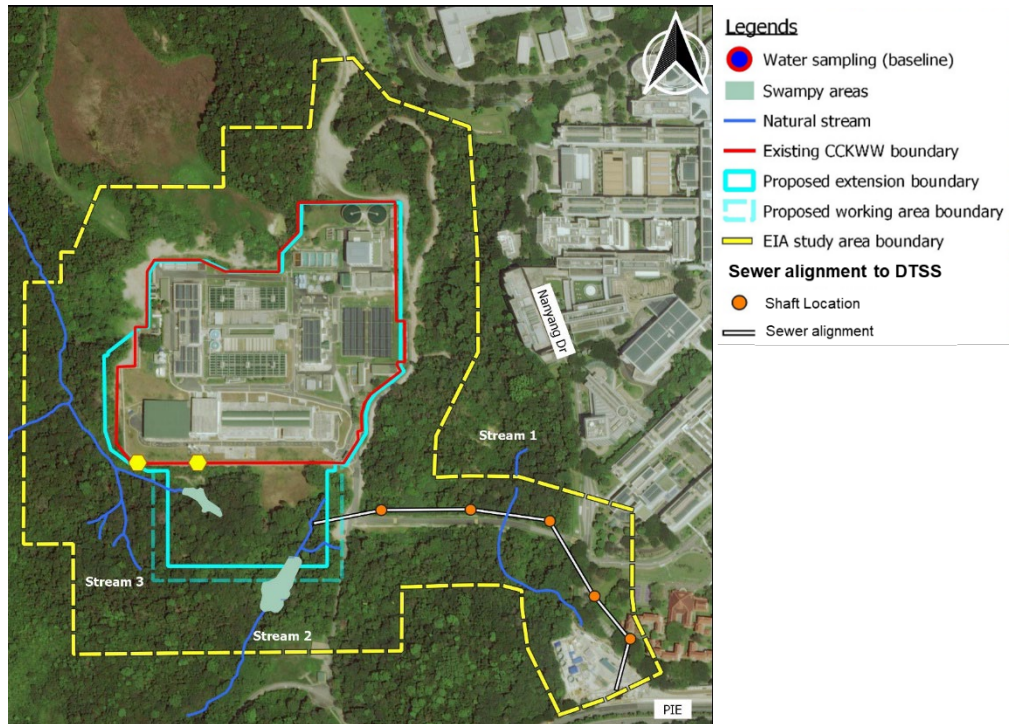 Legends
Water sampling (baseline)
Swampy areas
Natural stream
Existing CCKWW boundary
Proposed extension boundary
Proposed working area boundary
EIA study area boundary
Sewer alignment to DTSS
Shaft Location
Sewer alignment
Nanyang Dr
Stream 1
Stream 3
Stream 2
PIE